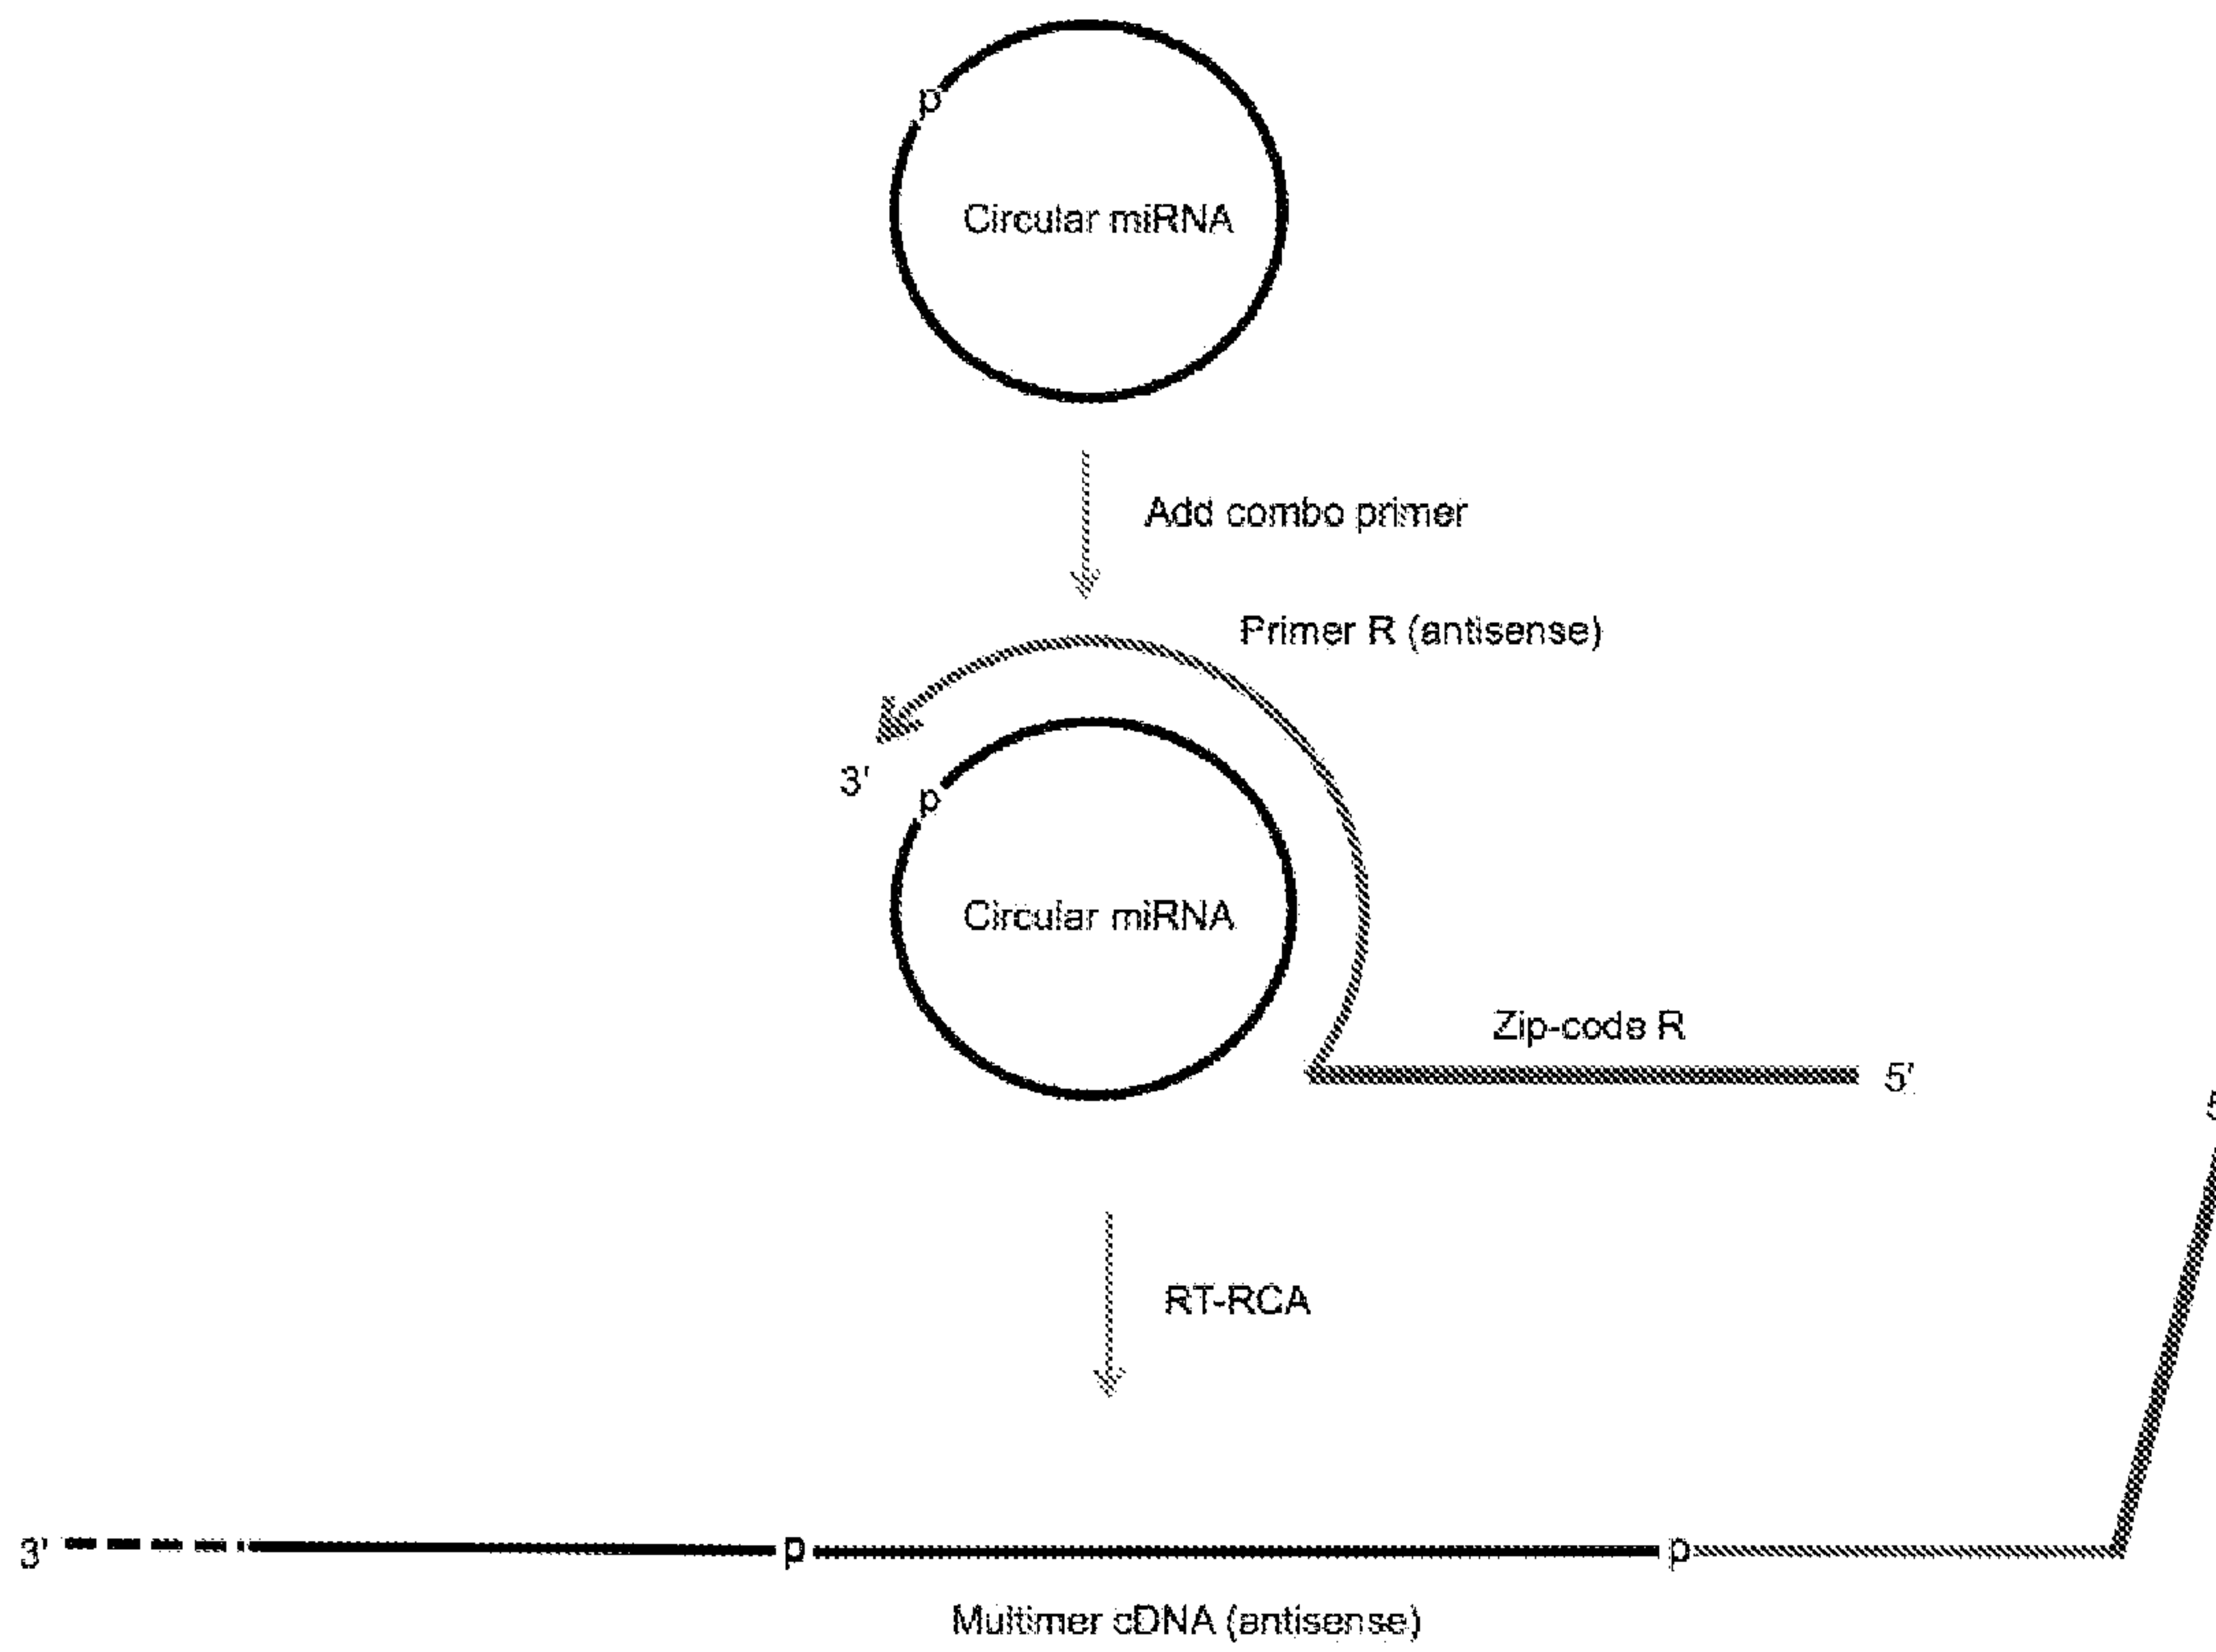 p
Circular miRNA
Add combo primer
Primer R (antisense)
3'
p
Circular miRNA
Zip-code R
5'
RT-RCA
3'
p
p
Multimer cDNA (antisense)